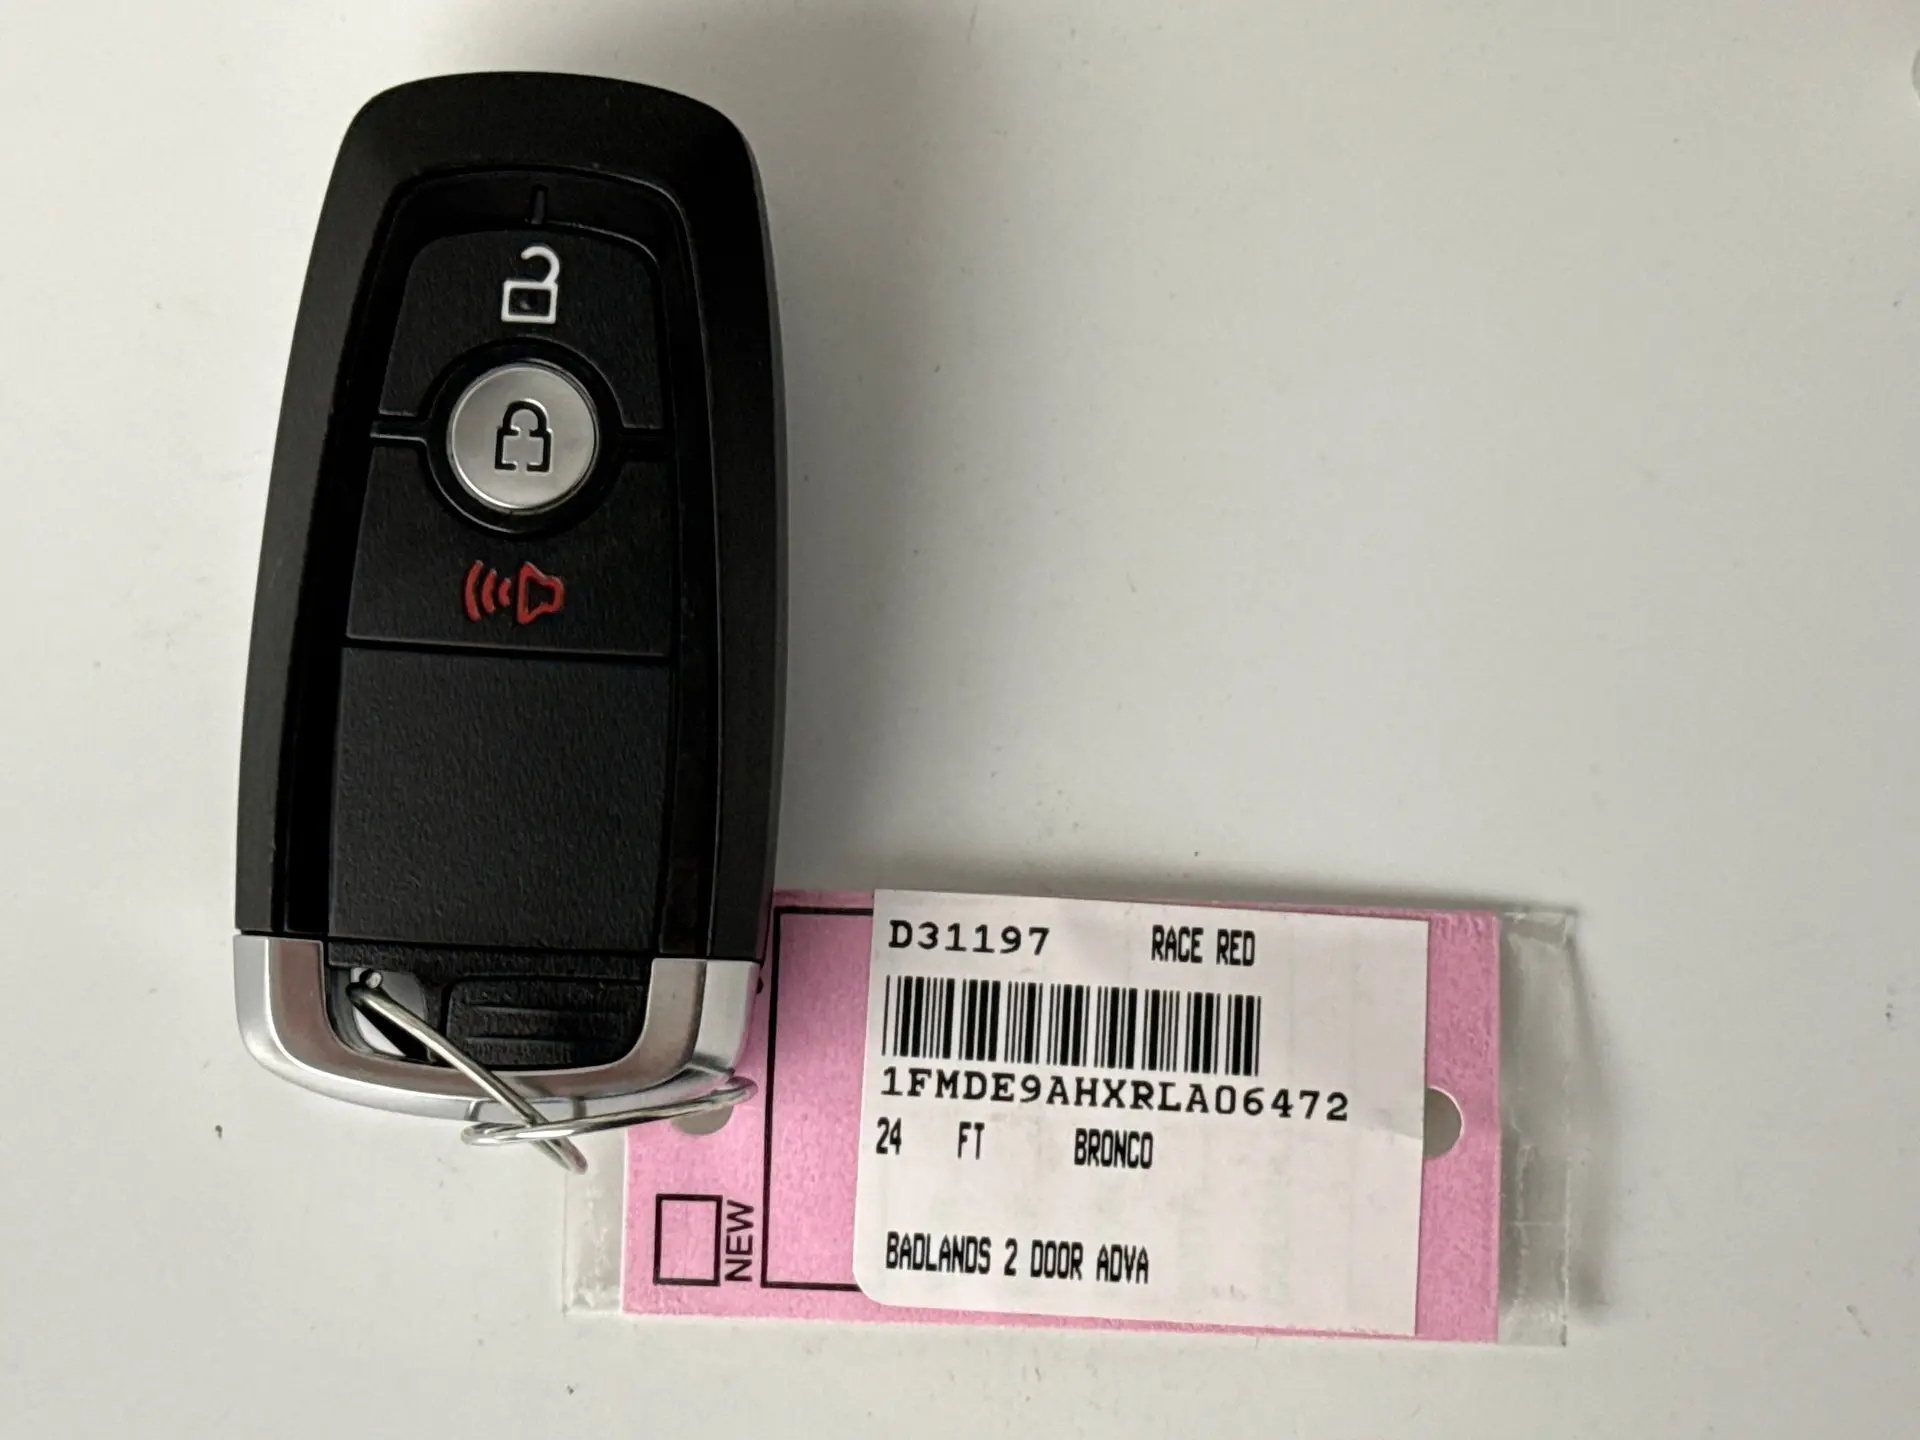 D31197 RACE RED
1FMDE9AHXRLA06472
24 FT BRONCO
BADLANDS 2 DOOR ADVA
NEW